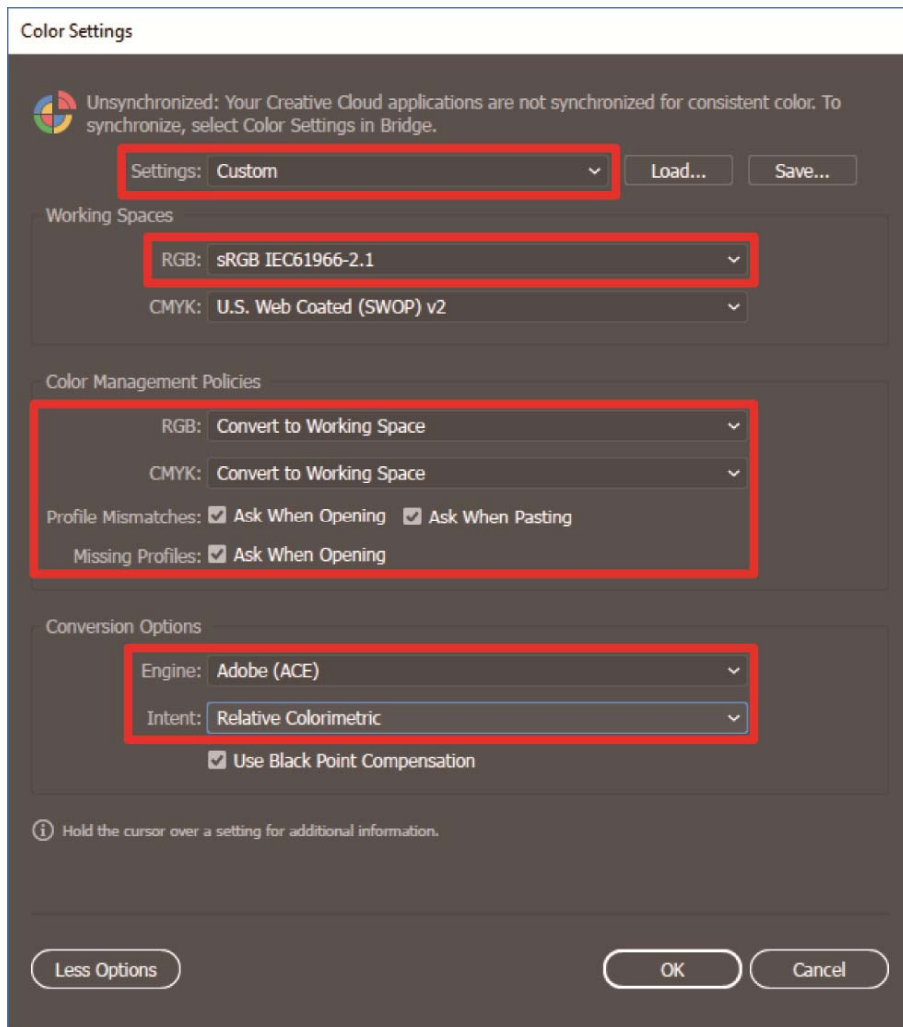 Color Settings
Unsynchronized: Your Creative Cloud applications are not synchronized for consistent color. To
synchronize, select Color Settings in Bridge.
Settings: Custom Load... Save...
Working Spaces
RGB: sRGB IEC61966-2.1
CMYK: U.S. Web Coated (SWOP) v2
Color Management Policies
RGB: Convert to Working Space
CMYK: Convert to Working Space
Profile Mismatches: Ask When Opening Ask When Pasting
Missing Profiles: Ask When Opening
Conversion Options
Engine: Adobe (ACE)
Intent: Relative Colorimetric
Use Black Point Compensation
Hold the cursor over a setting for additional information.
Less Options OK Cancel